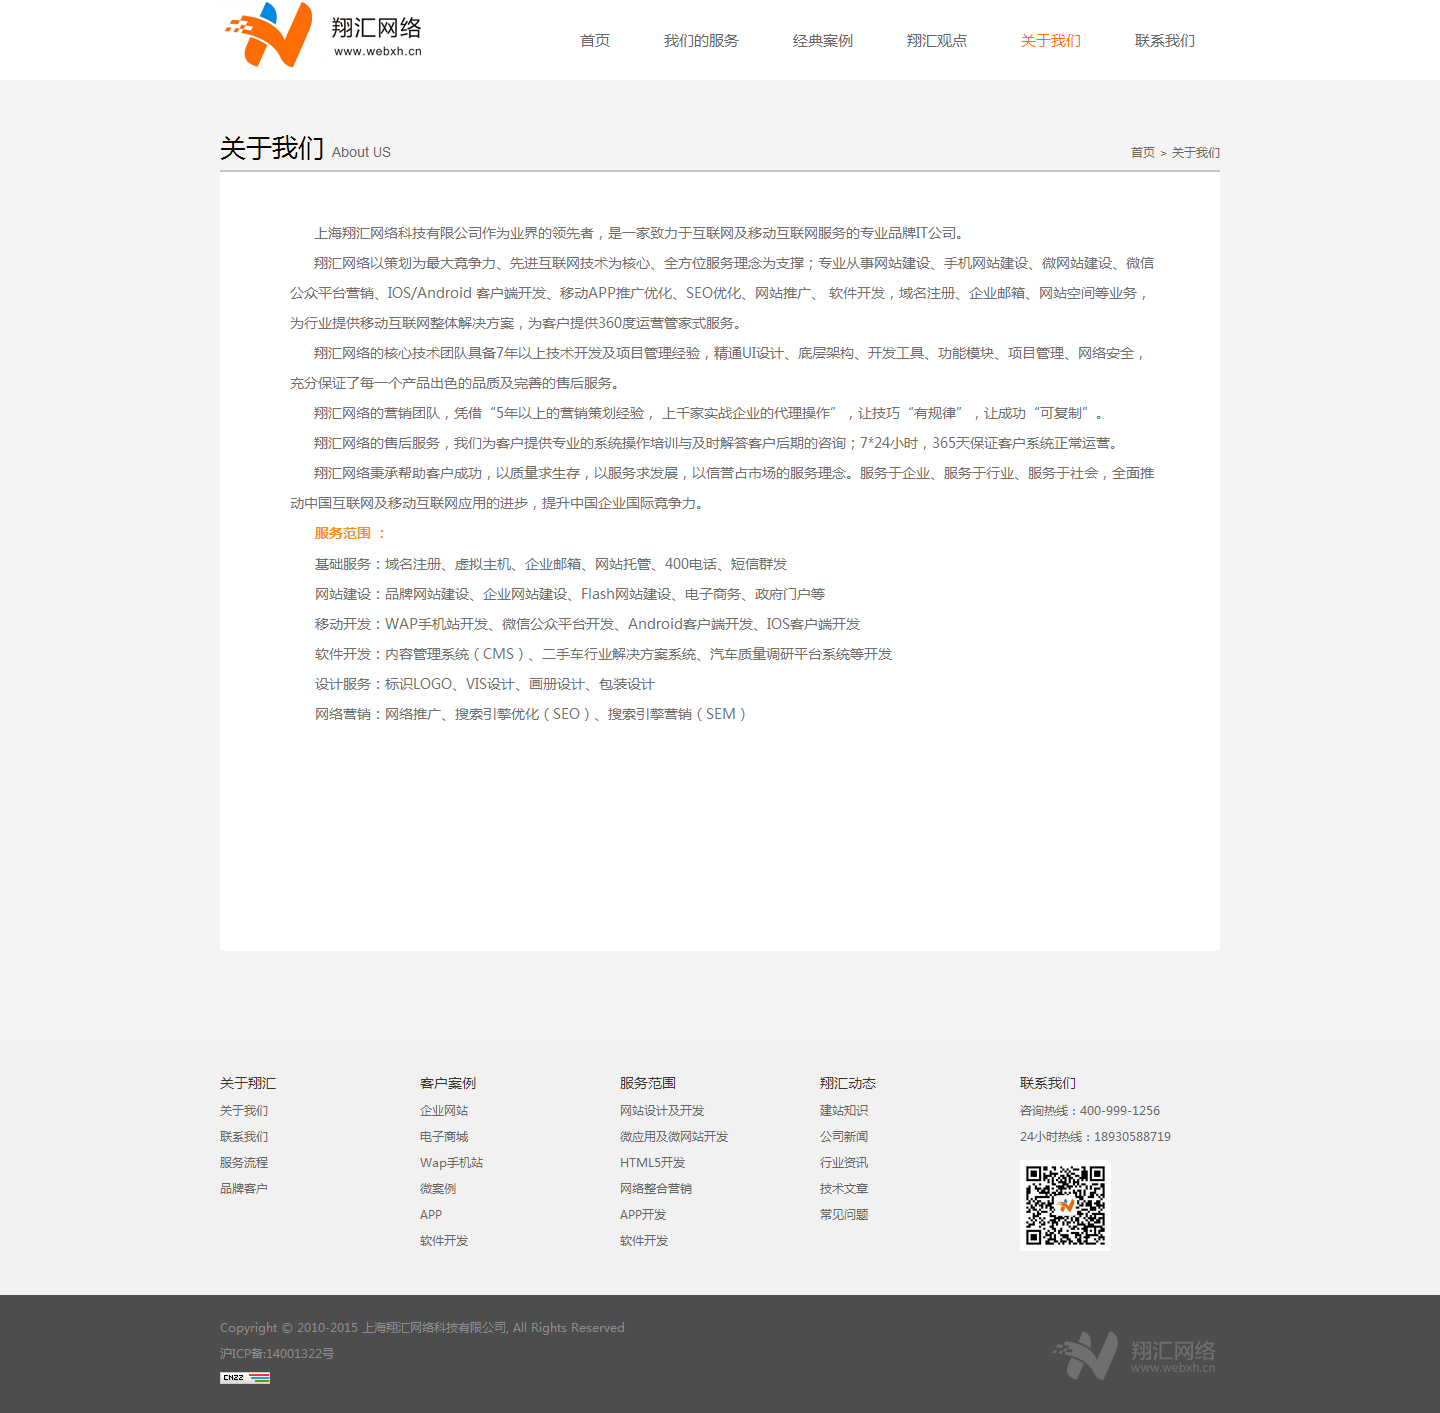 翔汇网络
www.webxh.cn
首页 我们的服务 经典案例 翔汇观点 关于我们 联系我们
关于我们 About US
首页 > 关于我们
上海翔汇网络科技有限公司作为业界的领先者，是一家致力于互联网及移动互联网服务的专业品牌IT公司。
翔汇网络以策划为最大竞争力、先进互联网技术为核心、全方位服务理念为支撑；专业从事网站建设、手机网站建设、微网站建设、微信
公众平台营销、IOS/Android 客户端开发、移动APP推广优化、SEO优化、网站推广、 软件开发，域名注册、企业邮箱、网站空间等业务，
为行业提供移动互联网整体解决方案，为客户提供360度运营管家式服务。
翔汇网络的核心技术团队具备7年以上技术开发及项目管理经验，精通UI设计、底层架构、开发工具、功能模块、项目管理、网络安全，
充分保证了每一个产品出色的品质及完善的售后服务。
翔汇网络的营销团队，凭借“5年以上的营销策划经验， 上千家实战企业的代理操作”，让技巧“有规律”，让成功“可复制”。
翔汇网络的售后服务，我们为客户提供专业的系统操作培训与及时解答客户后期的咨询；7*24小时，365天保证客户系统正常运营。
翔汇网络秉承帮助客户成功，以质量求生存，以服务求发展，以信誉占市场的服务理念。服务于企业、服务于行业、服务于社会，全面推
动中国互联网及移动互联网应用的进步，提升中国企业国际竞争力。
服务范围 ：
基础服务：域名注册、虚拟主机、企业邮箱、网站托管、400电话、短信群发
网站建设：品牌网站建设、企业网站建设、Flash网站建设、电子商务、政府门户等
移动开发：WAP手机站开发、微信公众平台开发、Android客户端开发、IOS客户端开发
软件开发：内容管理系统（CMS）、二手车行业解决方案系统、汽车质量调研平台系统等开发
设计服务：标识LOGO、VIS设计、画册设计、包装设计
网络营销：网络推广、搜索引擎优化（SEO）、搜索引擎营销（SEM）
关于翔汇
关于我们
联系我们
服务流程
品牌客户
客户案例
企业网站
电子商城
Wap手机站
微案例
APP
软件开发
服务范围
网站设计及开发
微应用及微网站开发
HTML5开发
网络整合营销
APP开发
软件开发
翔汇动态
建站知识
公司新闻
行业资讯
技术文章
常见问题
联系我们
咨询热线：400-999-1256
24小时热线：18930588719
Copyright © 2010-2015 上海翔汇网络科技有限公司, All Rights Reserved
沪ICP备:14001322号
CNZZ
翔汇网络
www.webxh.cn